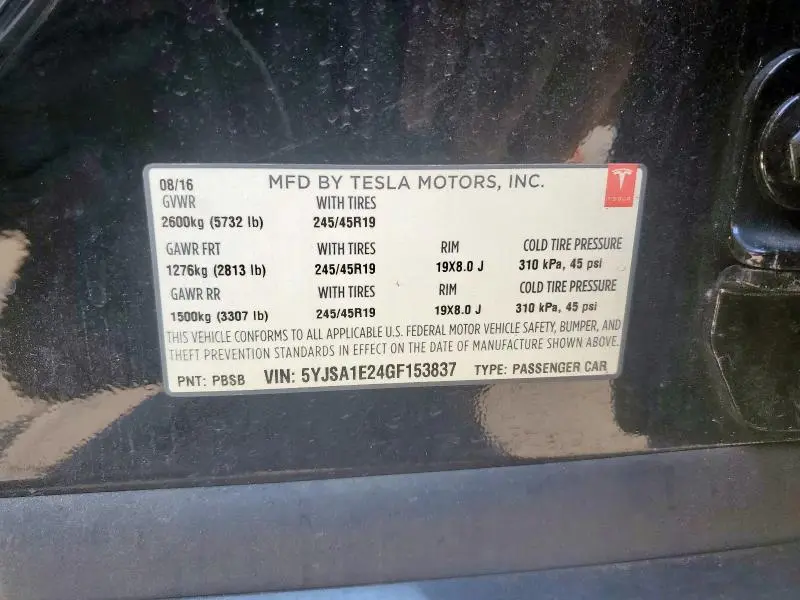 08/16 MFD BY TESLA MOTORS, INC.
TESLA
GVWR WITH TIRES
2600kg (5732 lb) 245/45R19
GAWR FRT WITH TIRES RIM COLD TIRE PRESSURE
1276kg (2813 lb) 245/45R19 19X8.0 J 310 kPa, 45 psi
GAWR RR WITH TIRES RIM COLD TIRE PRESSURE
1500kg (3307 lb) 245/45R19 19X8.0 J 310 kPa, 45 psi
THIS VEHICLE CONFORMS TO ALL APPLICABLE U.S. FEDERAL MOTOR VEHICLE SAFETY, BUMPER, AND
THEFT PREVENTION STANDARDS IN EFFECT ON THE DATE OF MANUFACTURE SHOWN ABOVE.
PNT: PBSB VIN: 5YJSA1E24GF153837 TYPE: PASSENGER CAR